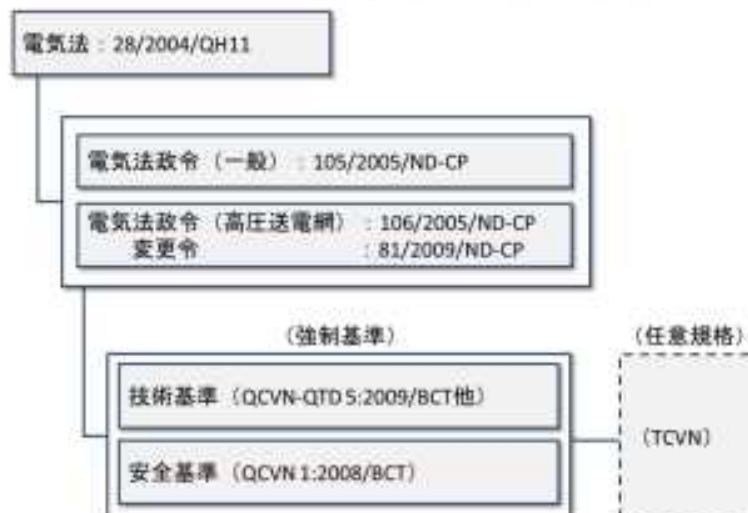 電気法：28/2004/QH11
電気法政令（一般）：105/2005/ND-CP
電気法政令（高圧送電網）：106/2005/ND-CP
変更令：81/2009/ND-CP
（強制基準）
（任意規格）
技術基準（QCVN-QTD 5:2009/BCT他）
（TCVN）
安全基準（QCVN 1:2008/BCT）